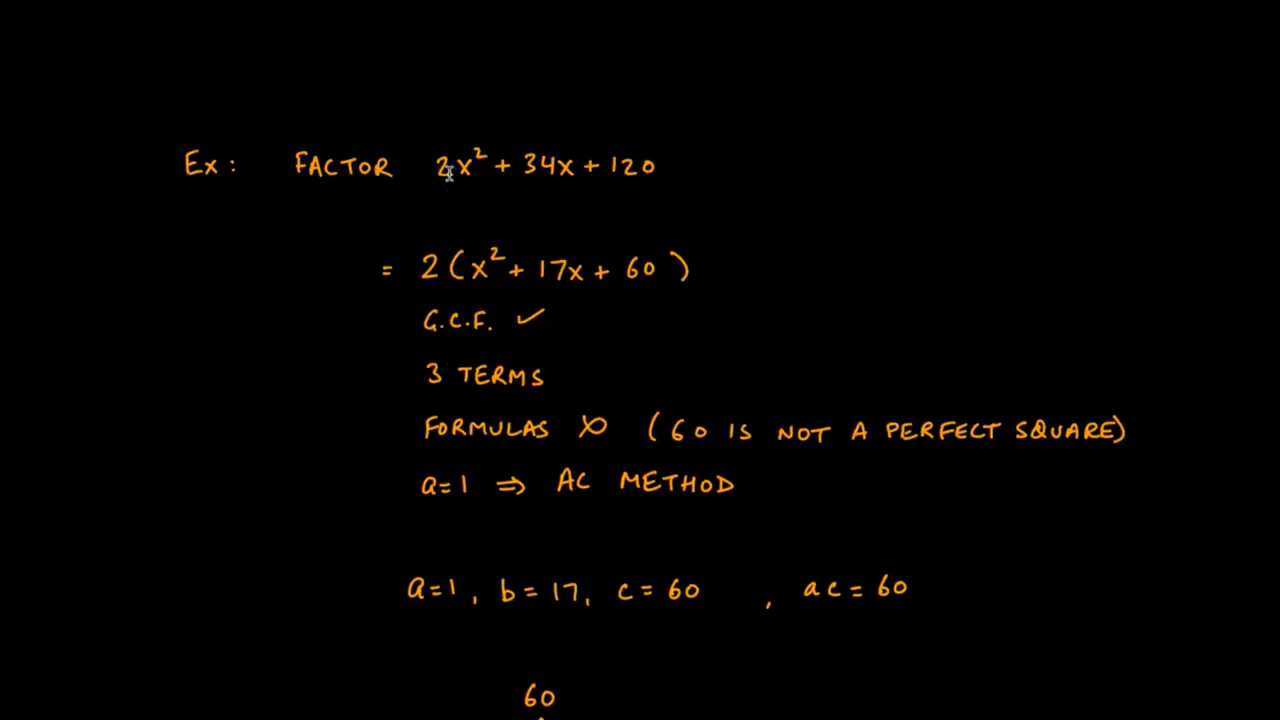 Ex: FACTOR 2x² + 34x + 120
= 2(x² + 17x + 60)
G.C.F. ✓
3 TERMS
FORMULAS ✗ (60 IS NOT A PERFECT SQUARE)
a=1 ⇒ AC METHOD
a=1, b=17, c=60 , ac=60
60